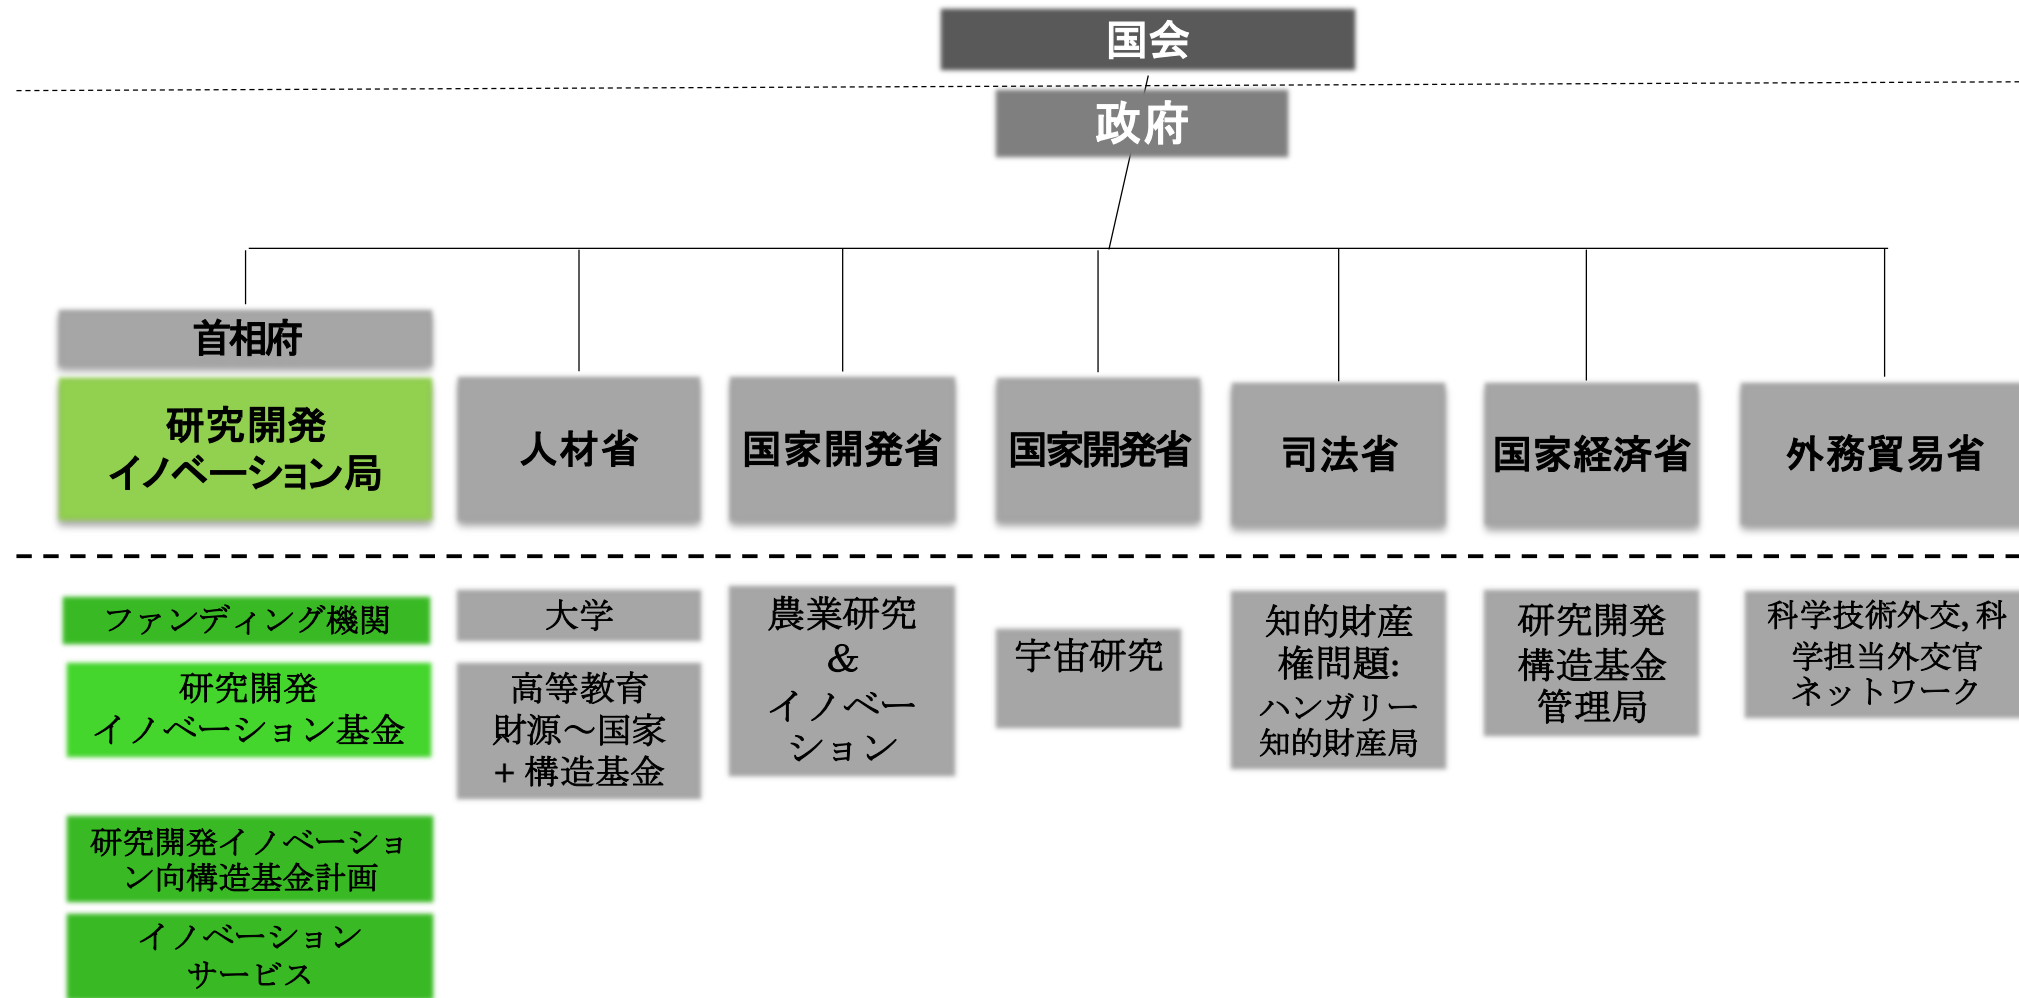 国会
政府
首相府
研究開発
イノベーション局
人材省
国家開発省
国家開発省
司法省
国家経済省
外務貿易省
ファンディング機関
研究開発
イノベーション基金
研究開発イノベーショ
ン向構造基金計画
イノベーション
サービス
大学
高等教育
財源～国家
+ 構造基金
農業研究
&
イノベー
ション
宇宙研究
知的財産
権問題:
ハンガリー
知的財産局
研究開発
構造基金
管理局
科学技術外交, 科
学担当外交官
ネットワーク